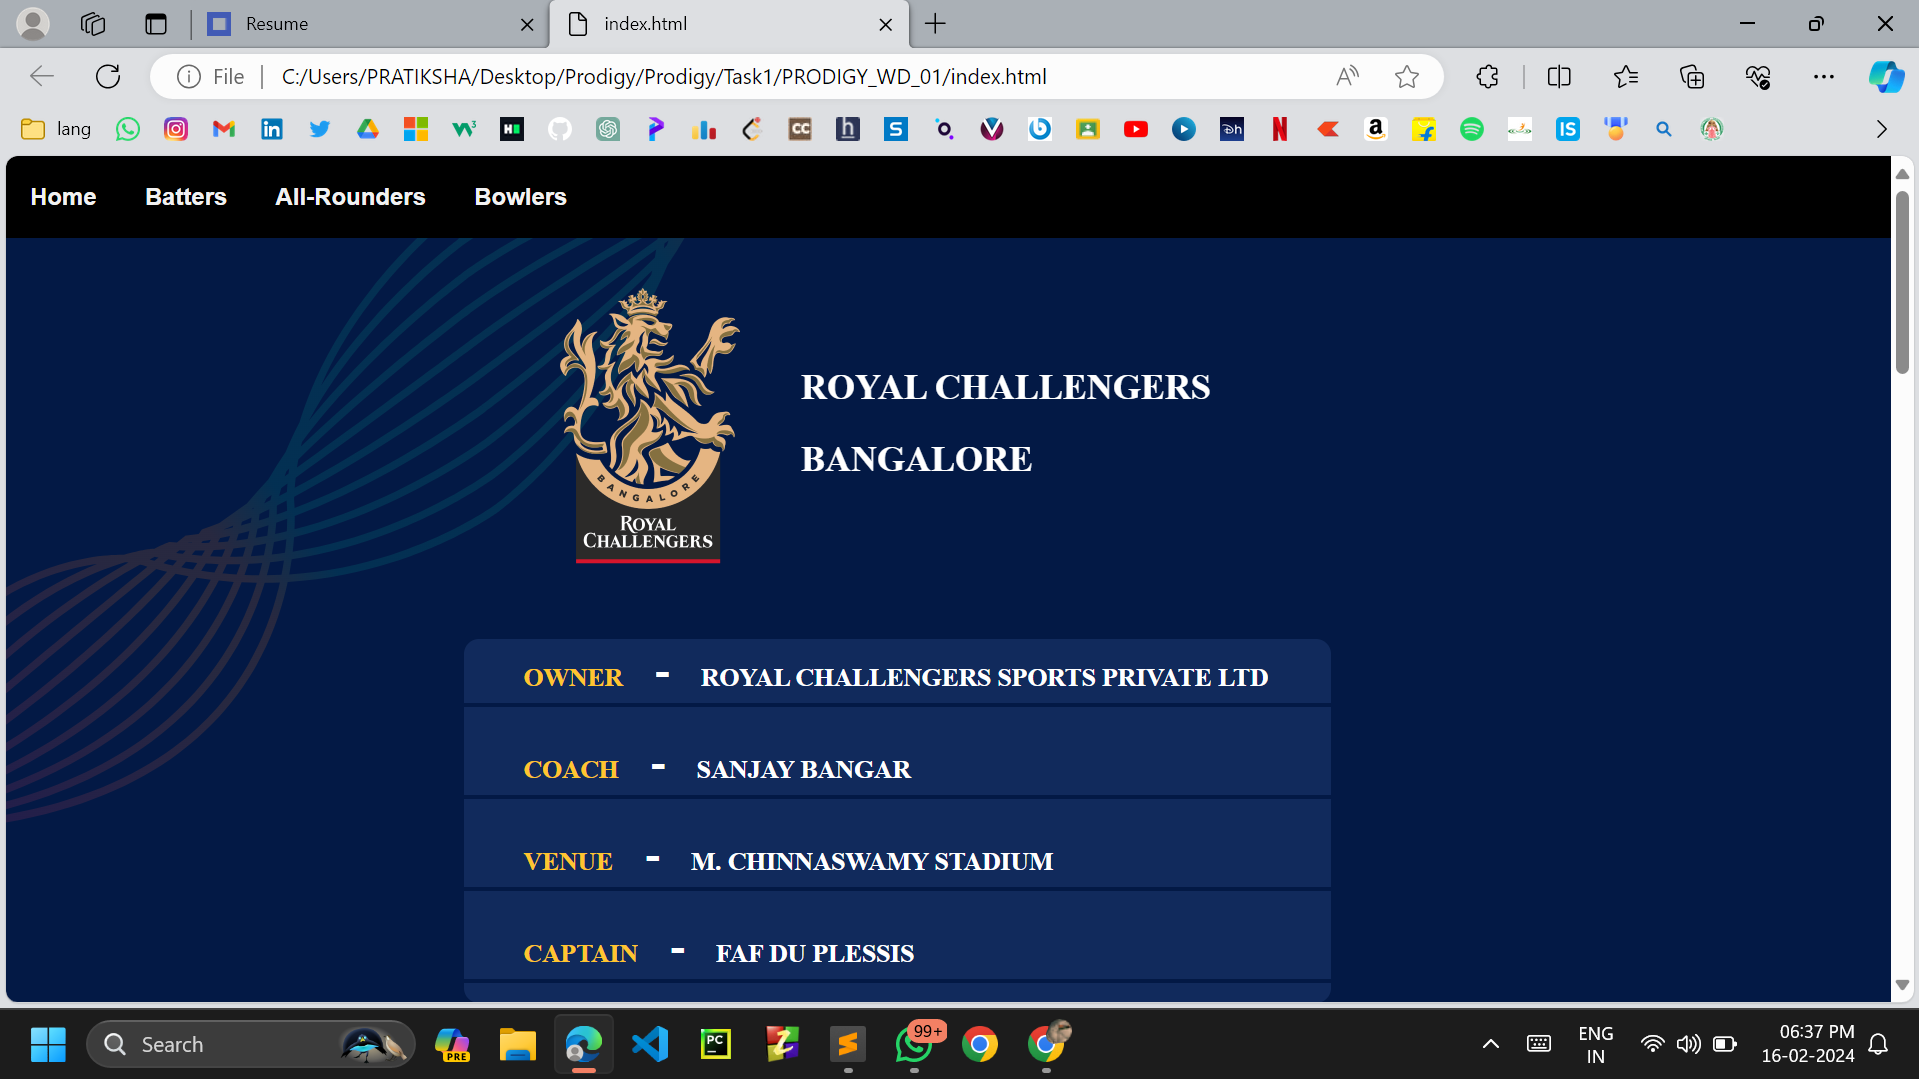 Resume
index.html
File
C:/Users/PRATIKSHA/Desktop/Prodigy/Prodigy/Task1/PRODIGY_WD_01/index.html
lang
Home Batters All-Rounders Bowlers
ROYAL CHALLENGERS
BANGALORE
BANGALORE
ROYAL
CHALLENGERS
OWNER - ROYAL CHALLENGERS SPORTS PRIVATE LTD
COACH - SANJAY BANGAR
VENUE - M. CHINNASWAMY STADIUM
CAPTAIN - FAF DU PLESSIS
Search
PRE
PC
99+
ENG
IN
06:37 PM
16-02-2024